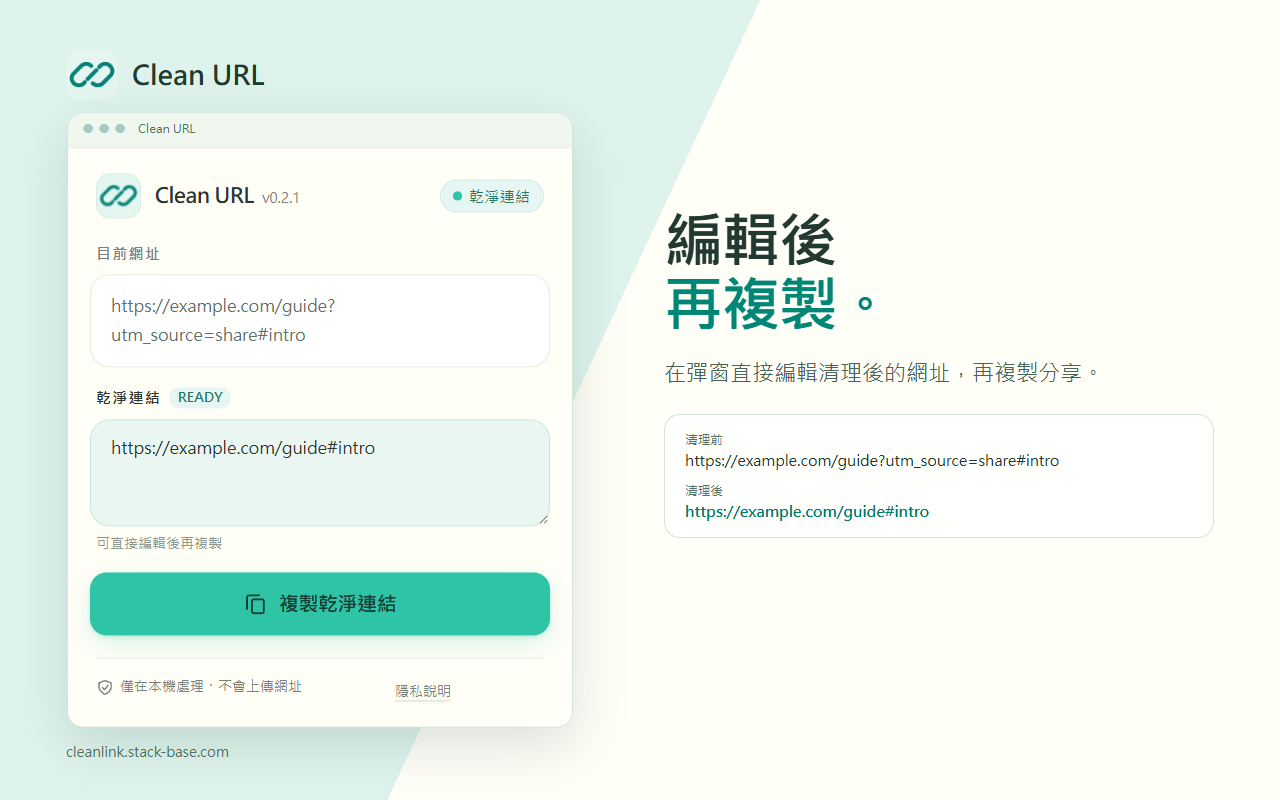 Clean URL
Clean URL
Clean URL v0.2.1
乾淨連結
目前網址
https://example.com/guide?
utm_source=share#intro
乾淨連結 READY
https://example.com/guide#intro
可直接編輯後再複製
複製乾淨連結
僅在本機處理·不會上傳網址
隱私說明
cleanlink.stack-base.com
編輯後
再複製。
在彈窗直接編輯清理後的網址，再複製分享。
清理前
https://example.com/guide?utm_source=share#intro
清理後
https://example.com/guide#intro